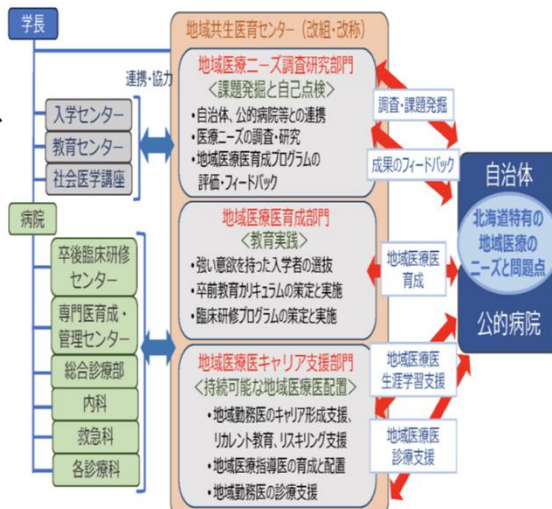 学長
連携・協力
入学センター
教育センター
社会医学講座
病院
卒後臨床研修
センター
専門医育成・
管理センター
総合診療部
内科
救急科
各診療科
地域共生医育センター（改組・改称）
地域医療ニーズ調査研究部門
<課題発掘と自己点検>
・自治体、公的病院等との連携
・医療ニーズの調査・研究
・地域医療医育成プログラムの
評価・フィードバック
地域医療医育成部門
<教育実践>
・強い意欲を持った入学者の選抜
・卒前教育カリキュラムの策定と実施
・臨床研修プログラムの策定と実施
地域医療医キャリア支援部門
<持続可能な地域医療医配置>
・地域勤務医のキャリア形成支援、
リカレント教育、リスキリング支援
・地域医療指導医の育成と配置
・地域勤務医の診療支援
調査・課題発掘
成果のフィードバック
地域医療医
育成
地域医療医
生涯学習支援
地域医療医
診療支援
自治体
北海道特有の
地域医療の
ニーズと問題点
公的病院